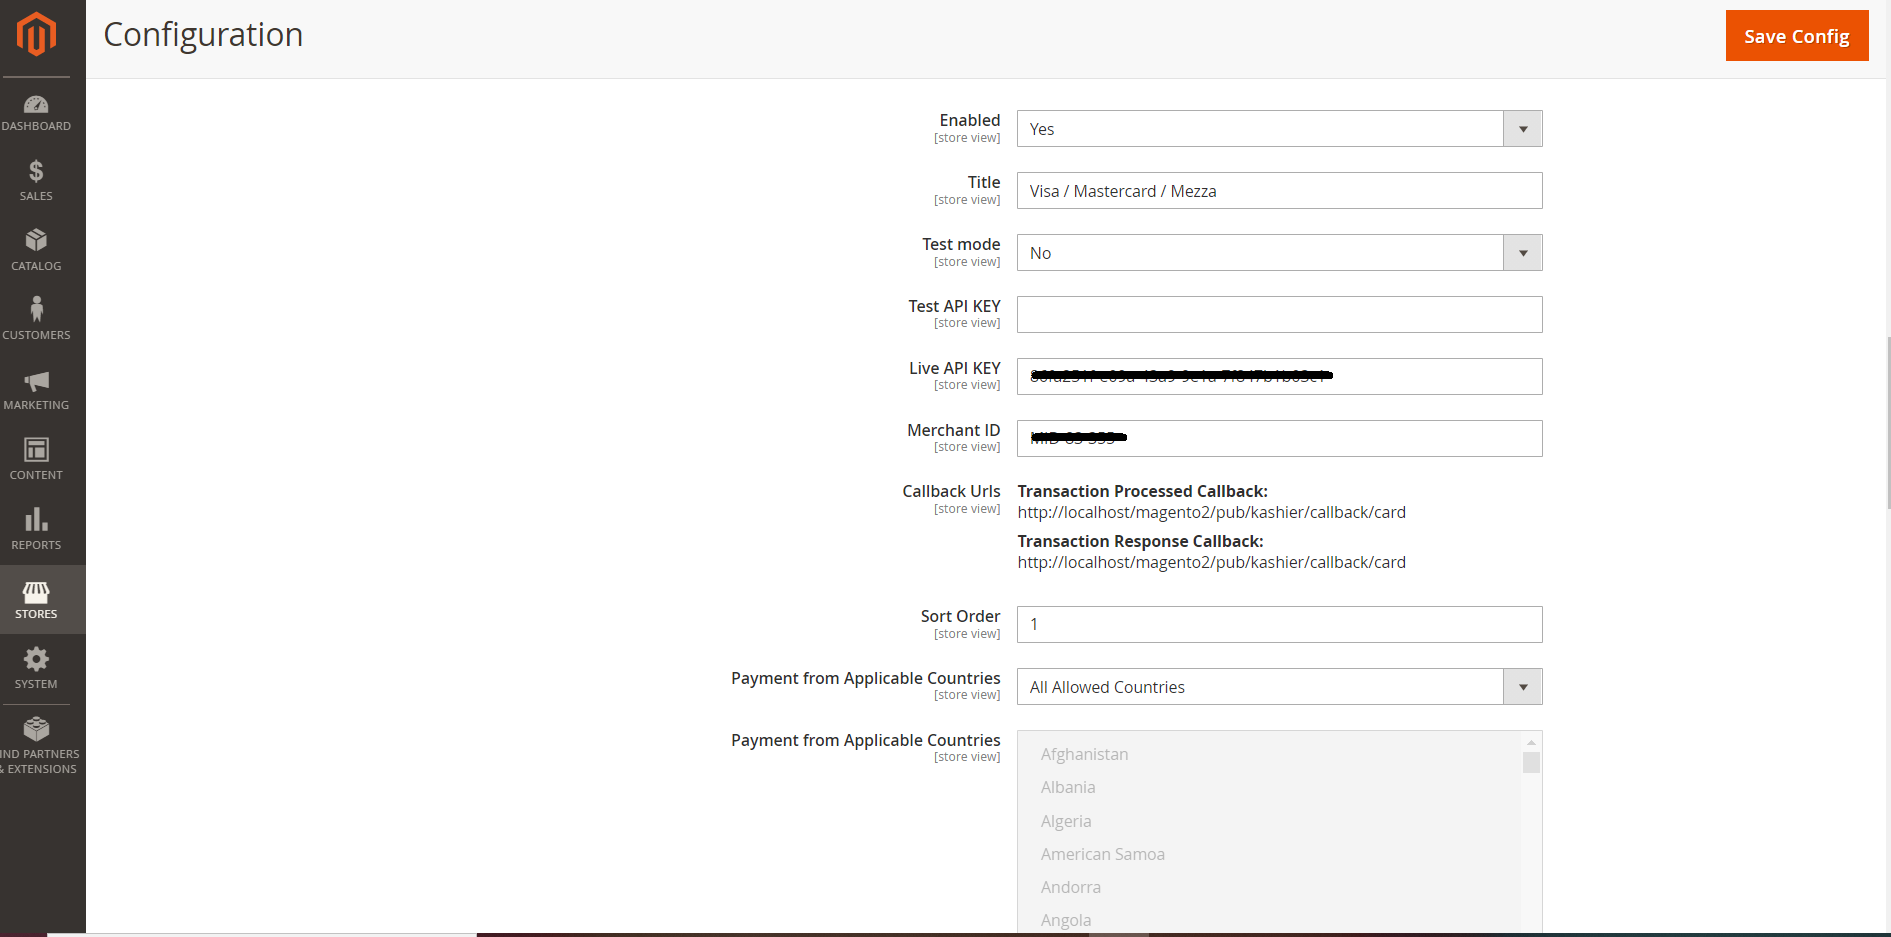 Configuration
Save Config
DASHBOARD
SALES
CATALOG
CUSTOMERS
MARKETING
CONTENT
REPORTS
STORES
SYSTEM
IND PARTNERS
& EXTENSIONS
Enabled
[store view]
Yes
Title
[store view]
Visa / Mastercard / Mezza
Test mode
[store view]
No
Test API KEY
[store view]
Live API KEY
[store view]
Merchant ID
[store view]
Callback Urls
[store view]
Transaction Processed Callback:
http://localhost/magento2/pub/kashier/callback/card
Transaction Response Callback:
http://localhost/magento2/pub/kashier/callback/card
Sort Order
[store view]
1
Payment from Applicable Countries
[store view]
All Allowed Countries
Payment from Applicable Countries
[store view]
Afghanistan
Albania
Algeria
American Samoa
Andorra
Angola